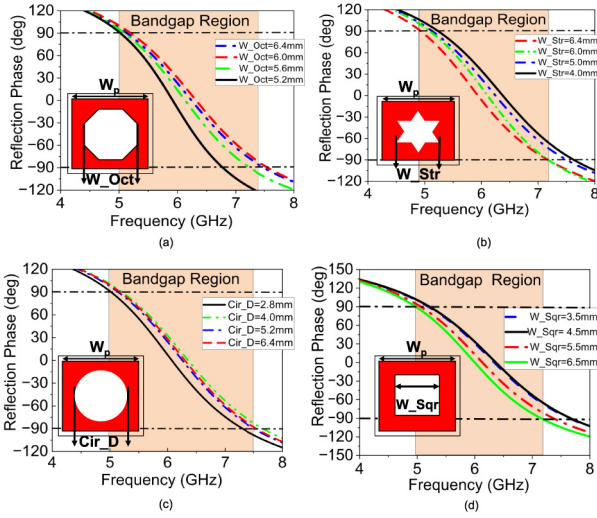 Bandgap Region
W_Oct=6.4mm
W_Oct=6.0mm
W_Oct=5.6mm
W_Oct=5.2mm
Wp
W_Oct
Reflection Phase (deg)
120
90
60
30
0
-30
-60
-90
-120
4 5 6 7 8
Frequency (GHz)
(a)
Bandgap Region
W_Str=6.4mm
W_Str=6.0mm
W_Str=5.0mm
W_Str=4.0mm
Wp
W_Str
Reflection Phase (deg)
120
90
60
30
0
-30
-60
-90
-120
4 5 6 7 8
Frequency (GHz)
(b)
Bandgap Region
Cir_D=2.8mm
Cir_D=4.0mm
Cir_D=5.2mm
Cir_D=6.4mm
Wp
Cir_D
Reflection Phase (deg)
120
90
60
30
0
-30
-60
-90
-120
4 5 6 7 8
Frequency (GHz)
(c)
Bandgap Region
W_Sqr=3.5mm
W_Sqr= 4.5mm
W_Sqr=5.5mm
W_Sqr=6.5mm
Wp
W_Sqr
Reflection Phase (deg)
150
120
90
60
30
0
-30
-60
-90
-120
-150
4 5 6 7 8
Frequency (GHz)
(d)